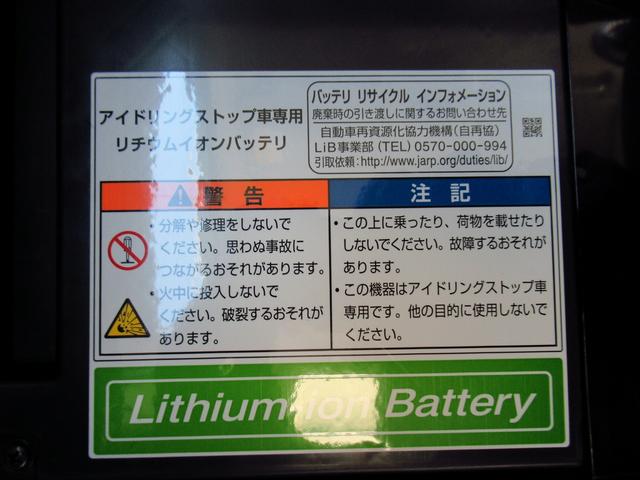 アイドリングストップ車専用
リチウムイオンバッテリ
バッテリ リサイクル インフォメーション
廃棄時の引き渡しに関するお問い合わせ先
自動車再資源化協力機構(自再協)
LiB事業部(TEL)0570-000-994
引取依頼:http://www.jarp.org/duties/lib/
警告
・分解や修理をしないで
ください。思わぬ事故に
つながるおそれがあります。
・火中に投入しないで
ください。破裂するおそれが
あります。
注記
・この上に乗ったり、荷物を載せたり
しないでください。故障するおそれが
あります。
・この機器はアイドリングストップ車
専用です。他の目的に使用しないで
ください。
Lithium-ion Battery